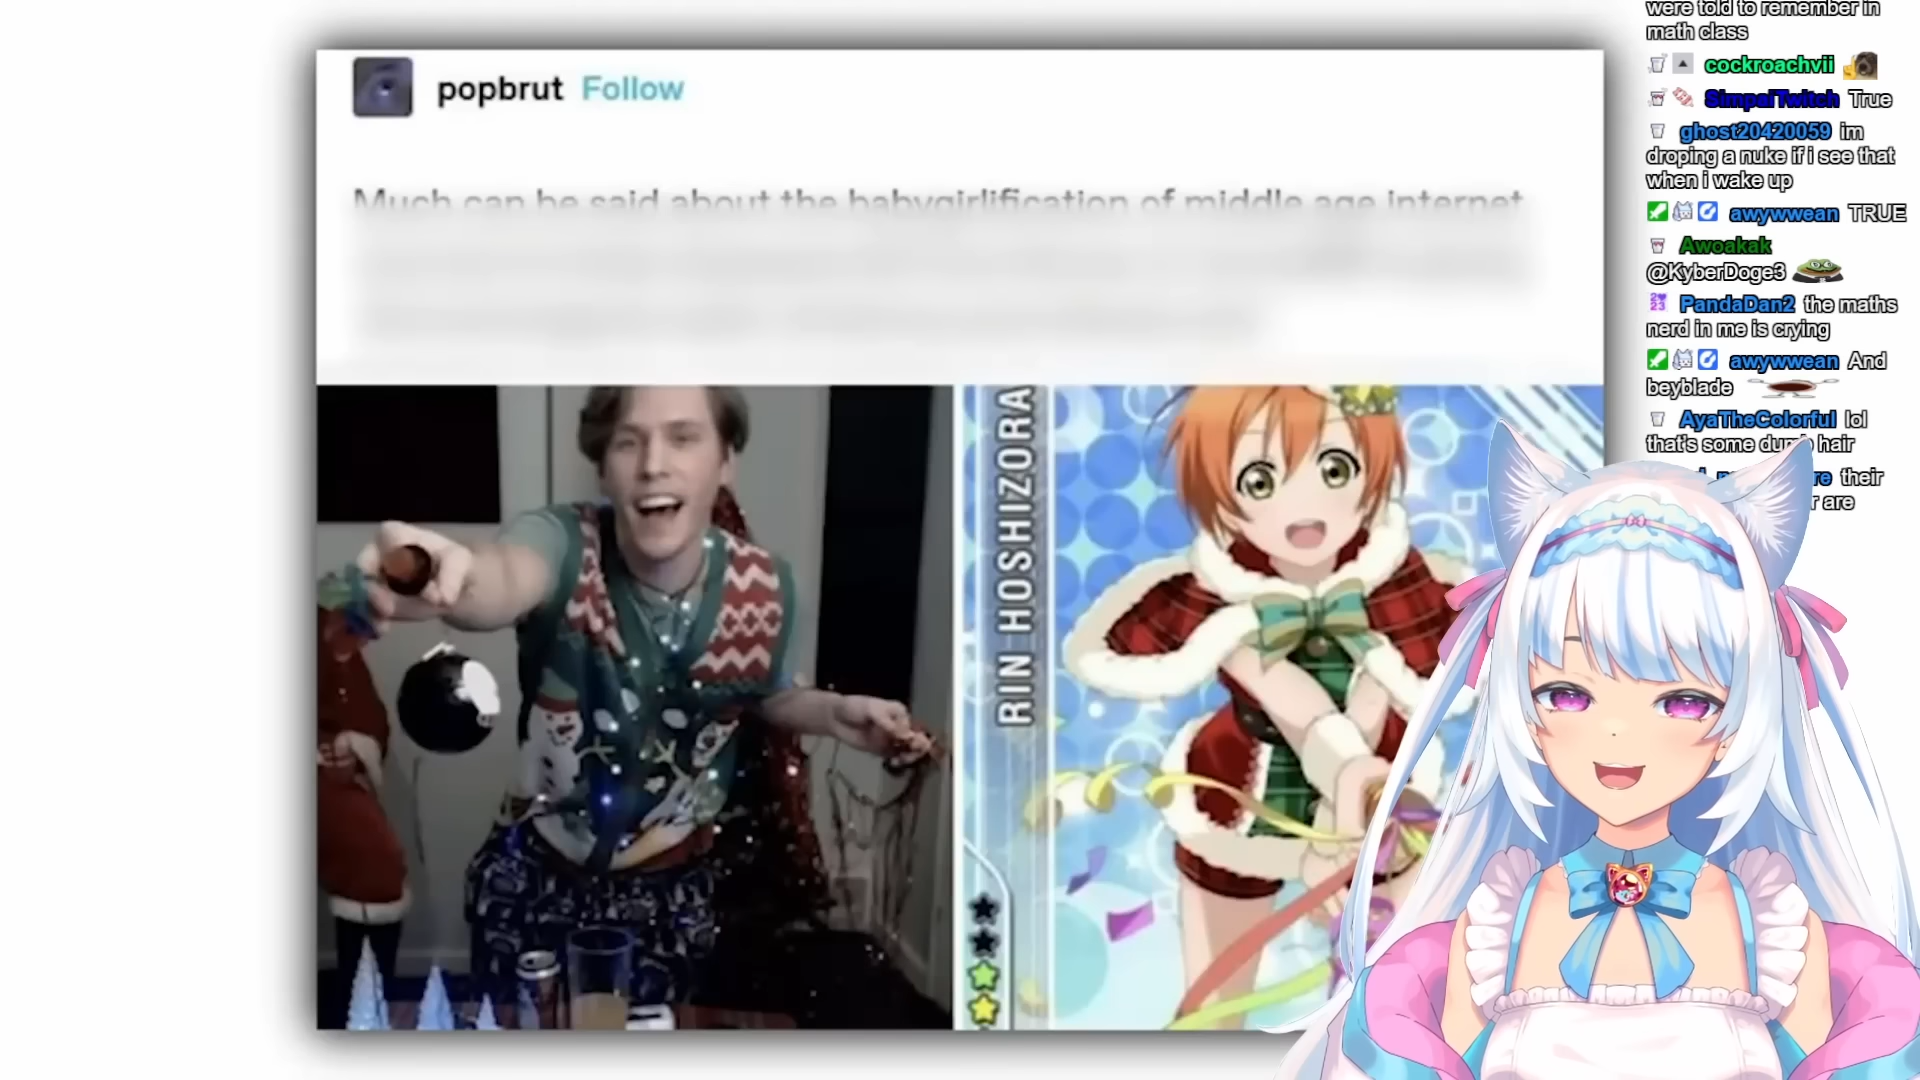 popbrut Follow
Much can be said about the babygirlification of middle age internet
RIN HOSHIZORA
were told to remember in
math class
cockroachvii
SimpaiTwitch True
ghost20420059 im
droping a nuke if i see that
when i wake up
awywwean TRUE
Awoakak
@KyberDoge3
PandaDan2 the maths
nerd in me is crying
awywwean And
beyblade
AyaTheColorful lol
that's some dumb hair
re their
r are